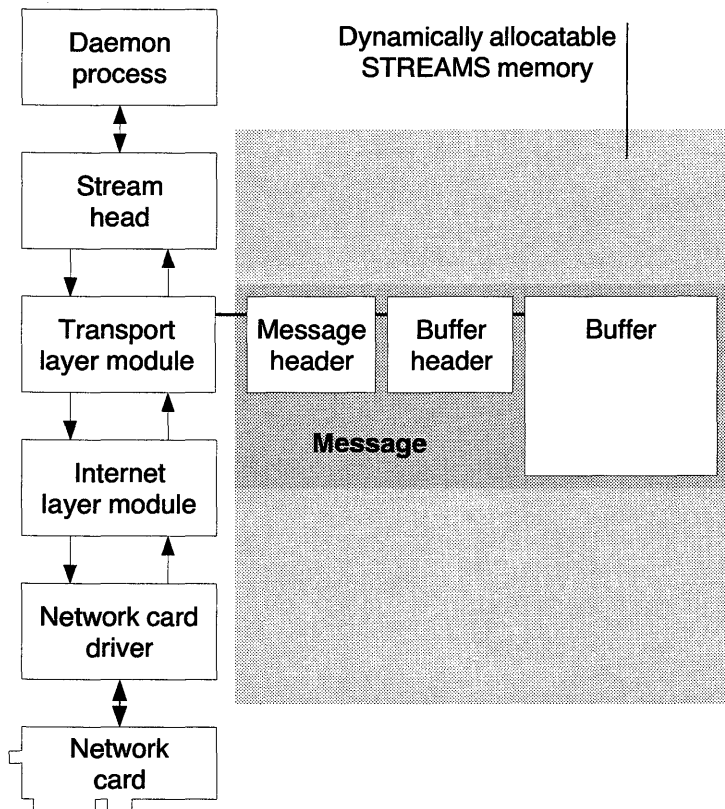 Daemon
process
Dynamically allocatable
STREAMS memory
Stream
head
Transport
layer module
Message
header
Buffer
header
Buffer
Message
Internet
layer module
Network card
driver
Network
card